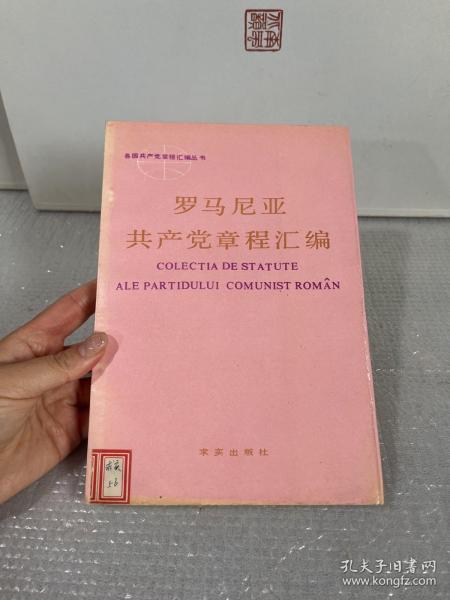 各国共产党章程汇编丛书
罗马尼亚
共产党章程汇编
COLECTIA DE STATUTE
ALE PARTIDULUI COMUNIST ROMÂN
求实出版社
56
孔夫子旧书网
www.kongfz.com